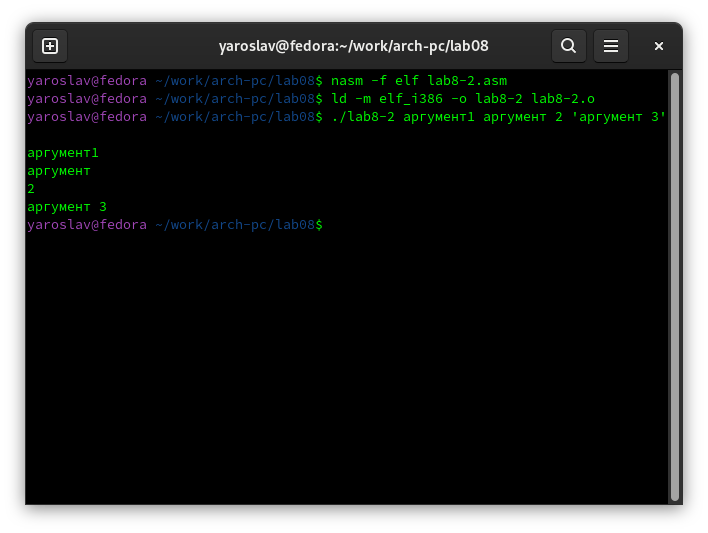 yaroslav@fedora:~/work/arch-pc/lab08
yaroslav@fedora ~/work/arch-pc/lab08$ nasm -f elf lab8-2.asm
yaroslav@fedora ~/work/arch-pc/lab08$ ld -m elf_i386 -o lab8-2 lab8-2.o
yaroslav@fedora ~/work/arch-pc/lab08$ ./lab8-2 аргумент1 аргумент 2 'аргумент 3'
аргумент1
аргумент
2
аргумент 3
yaroslav@fedora ~/work/arch-pc/lab08$